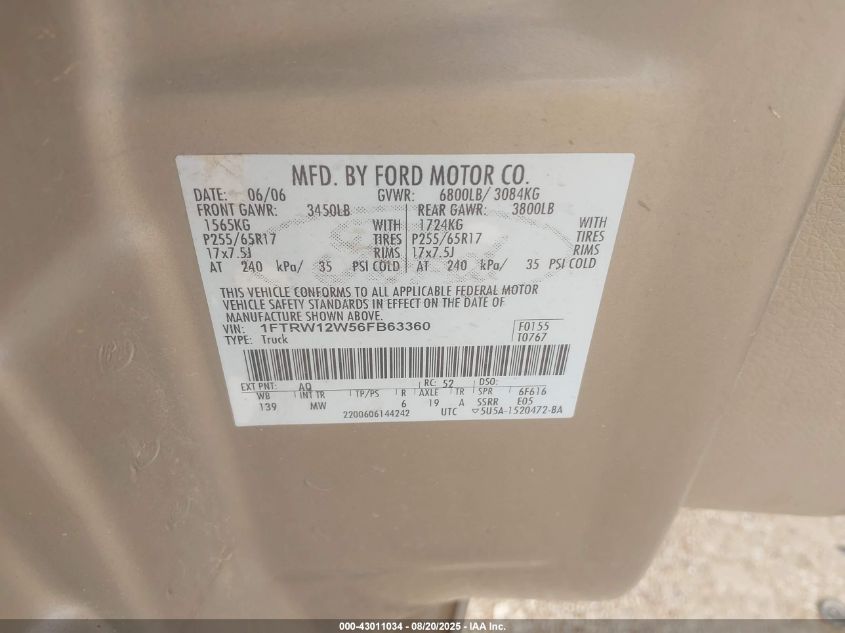 MFD. BY FORD MOTOR CO.
DATE: 06/06 GVWR: 6800LB/ 3084KG
FRONT GAWR: 3450LB REAR GAWR: 3800LB
1565KG WITH 1724KG WITH
P255/65R17 TIRES P255/65R17 TIRES
17x7.5J RIMS 17x7.5J RIMS
AT 240 kPa/ 35 PSI COLD AT 240 kPa/ 35 PSI COLD
THIS VEHICLE CONFORMS TO ALL APPLICABLE FEDERAL MOTOR
VEHICLE SAFETY STANDARDS IN EFFECT ON THE DATE OF
MANUFACTURE SHOWN ABOVE.
VIN: 1FTRW12W56FB63360 F0155
TYPE: Truck T0767
EXT PNT: AQ RC: 52 DSO:
WB INT TR TP/PS R AXLE TR SPR 6F616
139 MW 6 19 A SSRR E05
2200606144242 UTC ▽5U5A-1520472-BA
000-43011034 - 08/20/2025 - IAA Inc.